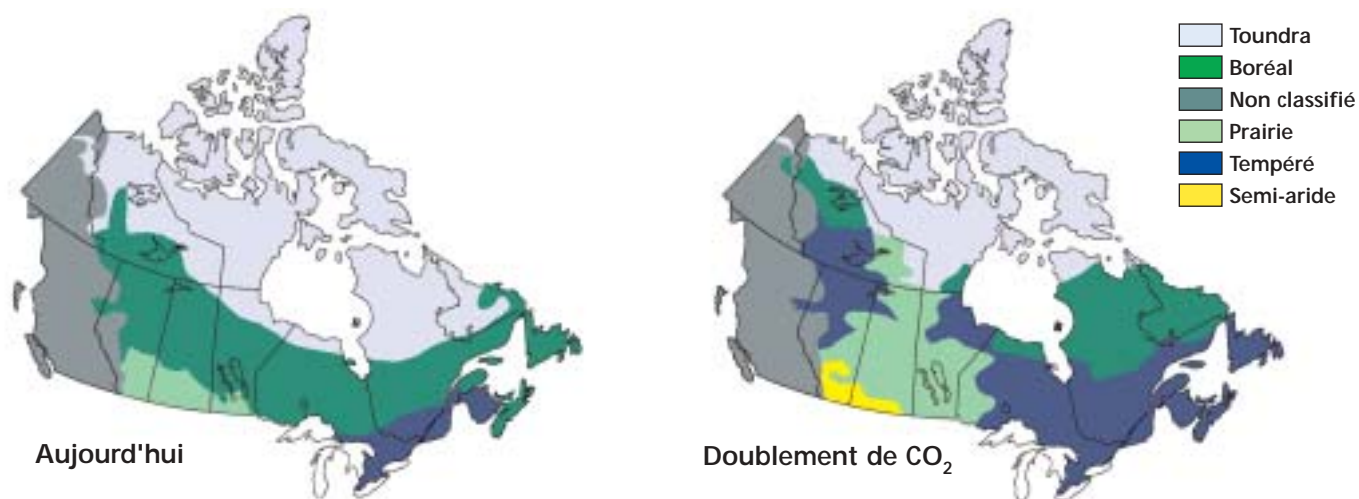 Toundra
Boréal
Non classifié
Prairie
Tempéré
Semi-aride
Aujourd'hui
Doublement de CO₂